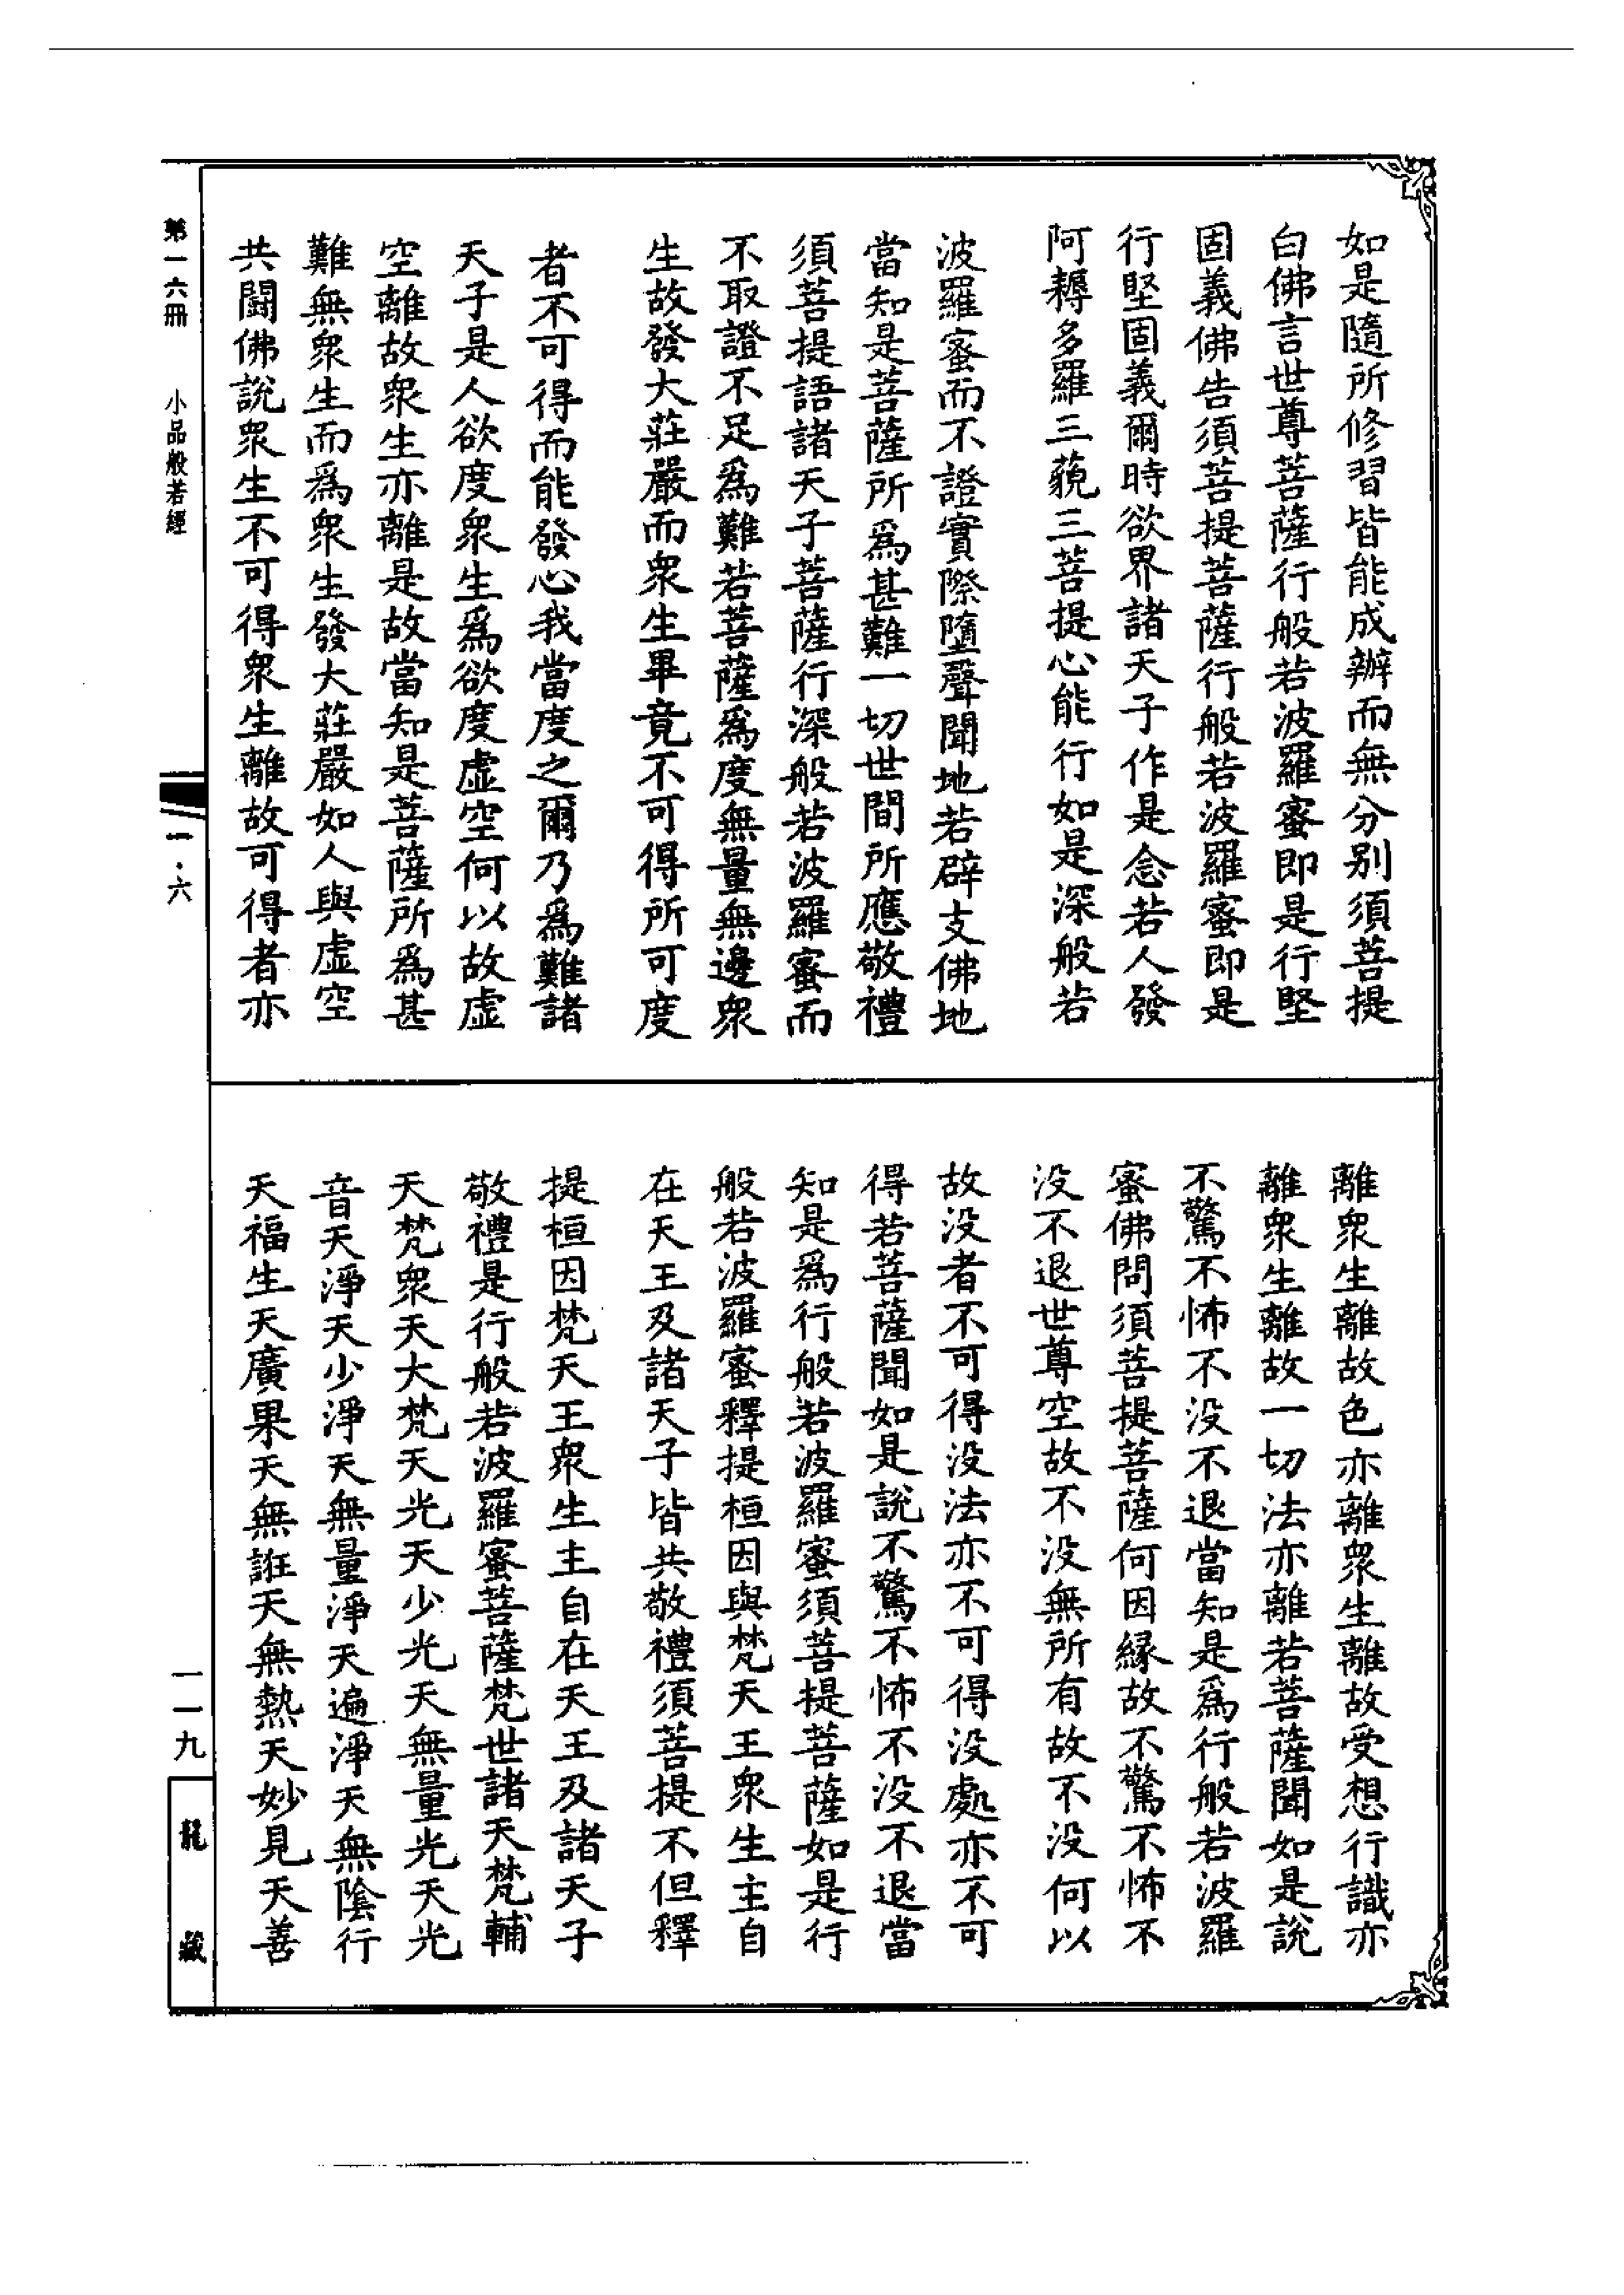 如是隨所修習皆能成辦而無分別須菩提
白佛言世尊菩薩行般若波羅蜜即是行堅
固義佛告須菩提菩薩行般若波羅蜜即是
行堅固義爾時欲界諸天子作是念若人發
阿耨多羅三藐三菩提心能行如是深般若
波羅蜜而不證實際墮聲聞地若辟支佛地
當知是菩薩所爲甚難一切世間所應敬禮
須菩提語諸天子菩薩行深般若波羅蜜而
不取證不足爲難若菩薩爲度無量無邊衆
生故發大莊嚴而衆生畢竟不可得所可度
者不可得而能發心我當度之爾乃爲難諸
天子是人欲度衆生爲欲度虛空何以故虛
空離故衆生亦離是故當知是菩薩所爲甚
難無衆生而爲衆生發大莊嚴如人與虛空
共鬪佛說衆生不可得衆生離故可得者亦
離衆生離故色亦離衆生離故受想行識亦
離衆生離故一切法亦離若菩薩聞如是說
不驚不怖不没不退當知是爲行般若波羅
蜜佛問須菩提菩薩何因緣故不驚不怖不
没不退世尊空故不没無所有故不没何以
故没者不可得没法亦不可得没處亦不可
得若菩薩聞如是說不驚不怖不没不退當
知是爲行般若波羅蜜須菩提菩薩如是行
般若波羅蜜釋提桓因與梵天王衆生主自
在天王及諸天子皆共敬禮須菩提不但釋
提桓因梵天王衆生主自在天王及諸天子
敬禮是行般若波羅蜜菩薩梵世諸天梵輔
天梵衆天大梵天光天少光天無量光天光
音天淨天少淨天無量淨天遍淨天無陰行
天福生天廣果天無誑天無熱天妙見天善
第一六冊　小品般若經
一·六
一一九
龍藏